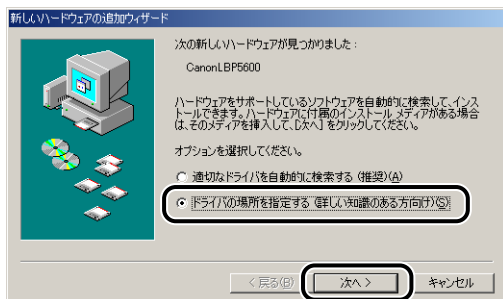 新しいハードウェアの追加ウィザード
次の新しいハードウェアが見つかりました：
CanonLBP5600
ハードウェアをサポートしているソフトウェアを自動的に検索して、インス
トールできます。ハードウェアに付属のインストール メディアがある場合
は、そのメディアを挿入して、[次へ] をクリックしてください。
オプションを選択してください。
適切なドライバを自動的に検索する (推奨)(A)
ドライバの場所を指定する (詳しい知識のある方向け)(S)
< 戻る(B)
次へ >
キャンセル